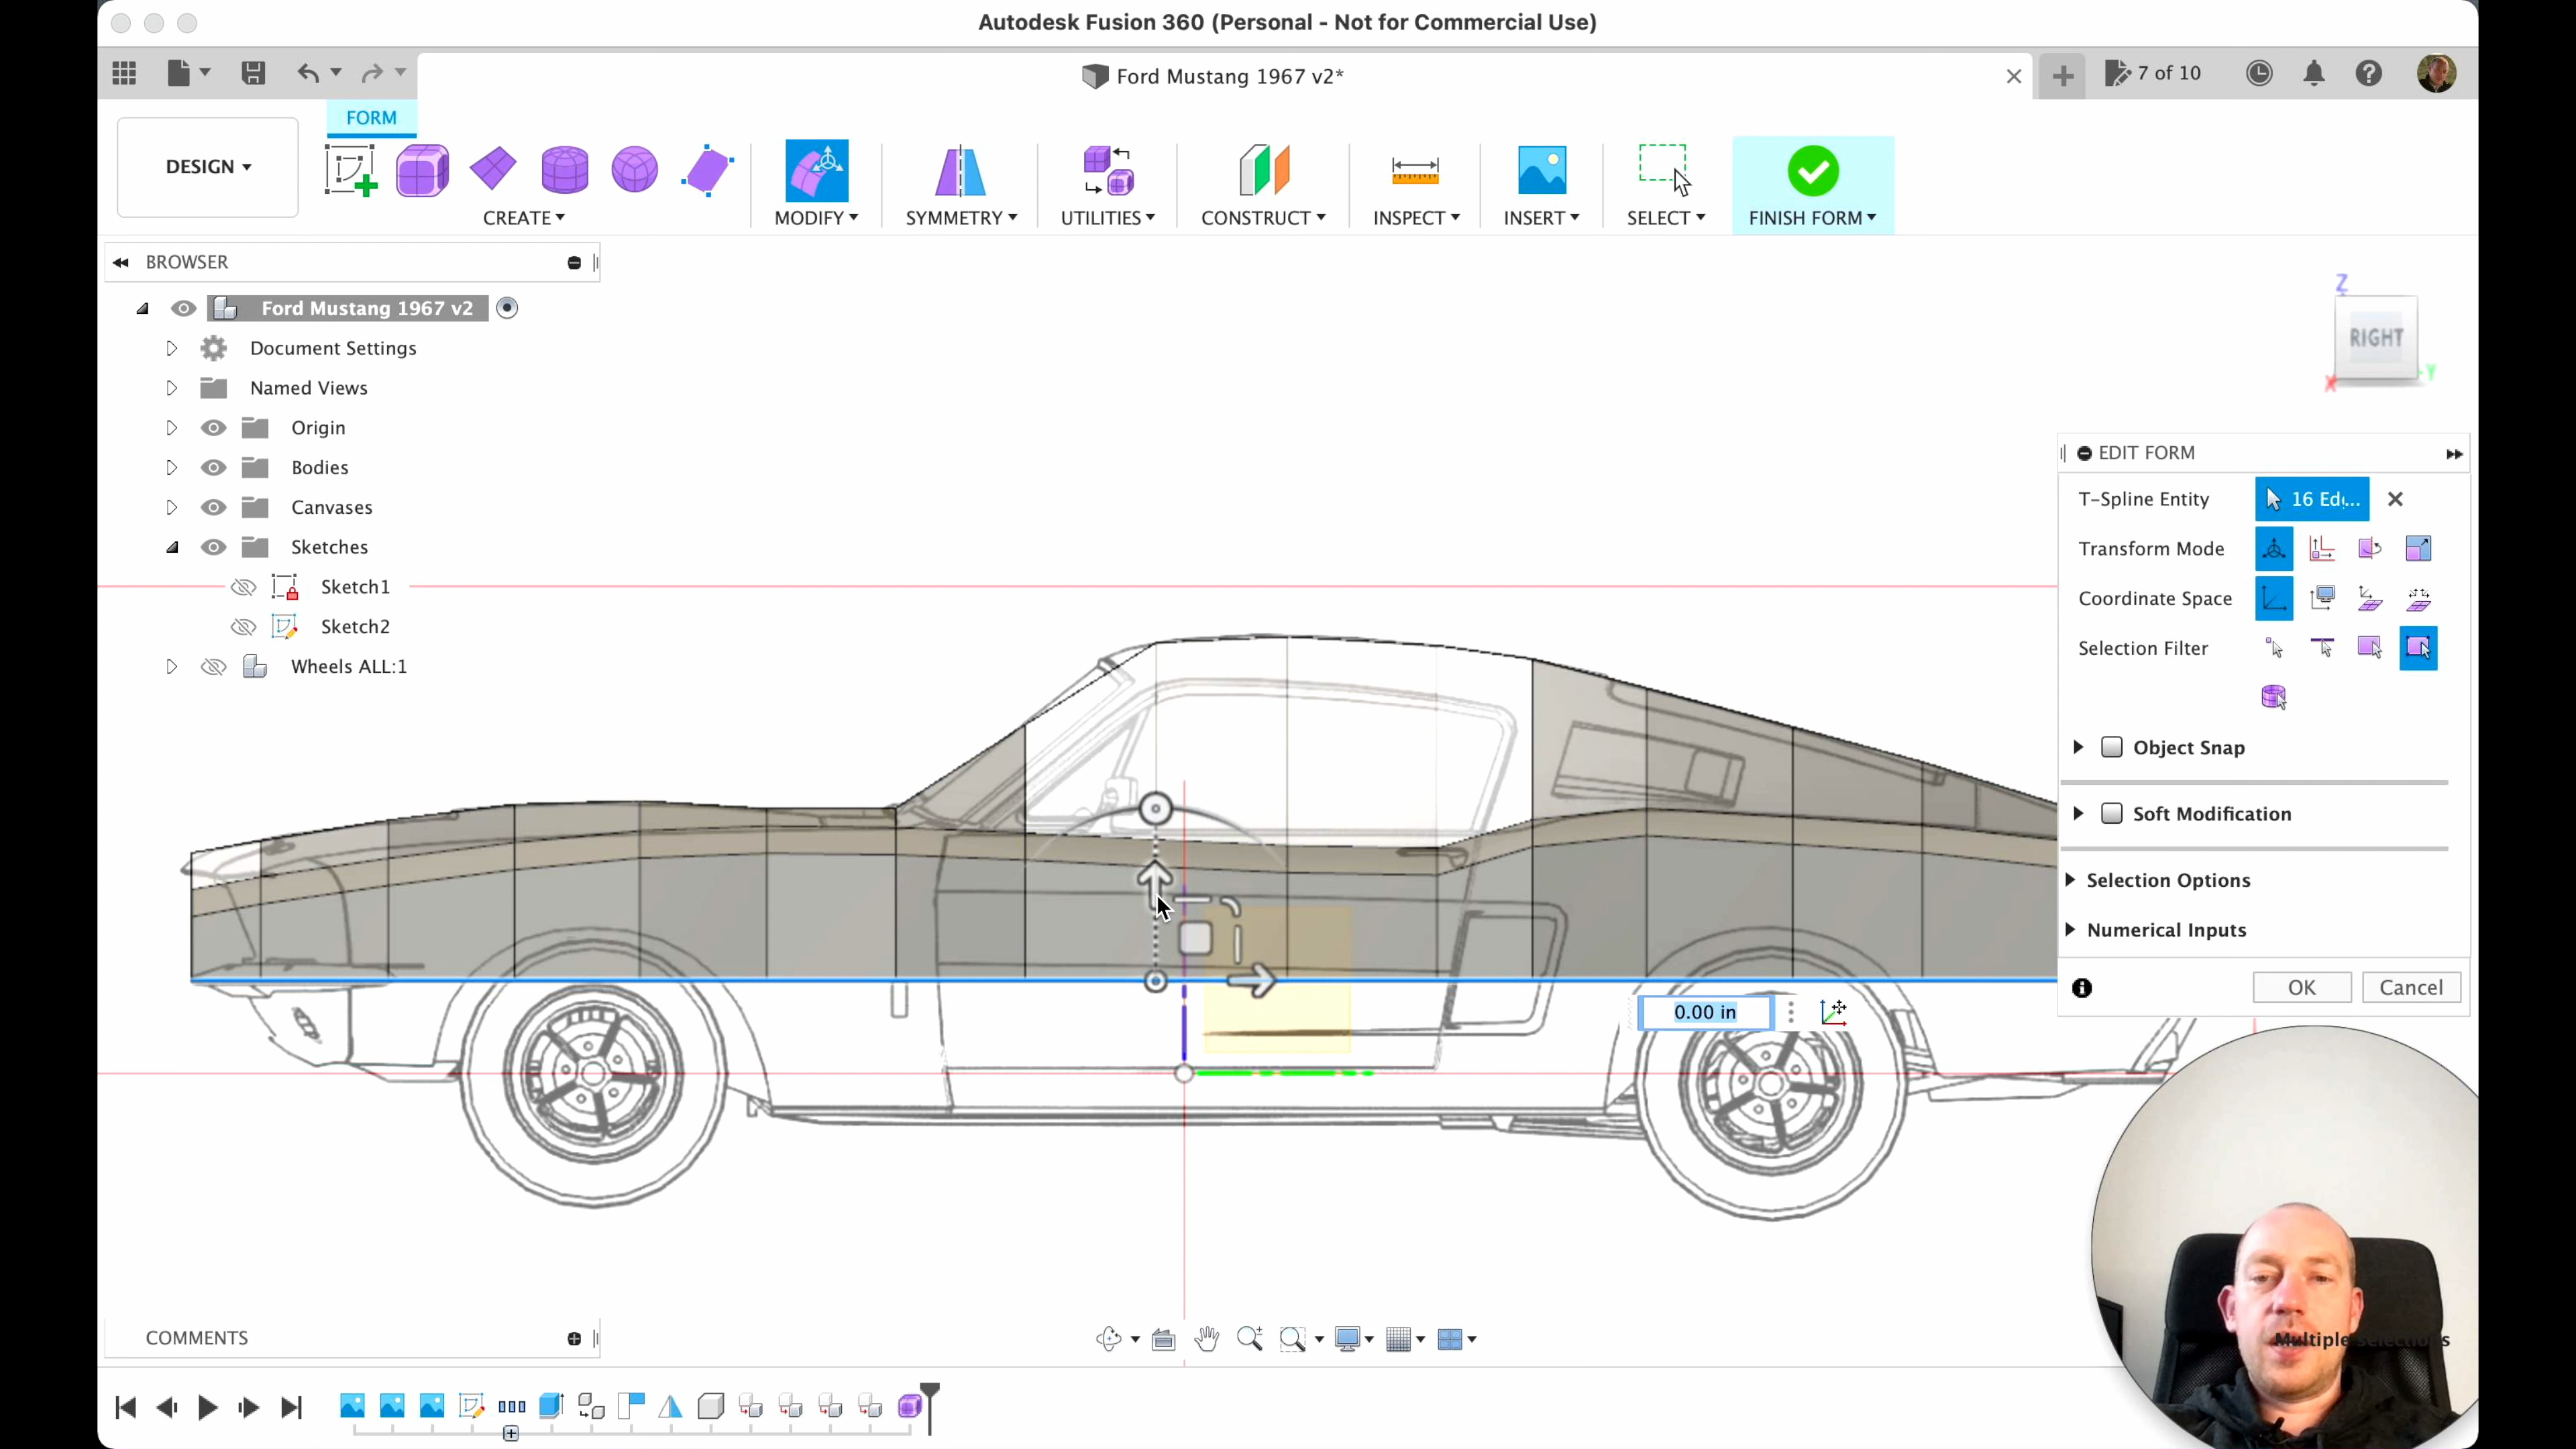 Autodesk Fusion 360 (Personal - Not for Commercial Use)
Ford Mustang 1967 v2*
7 of 10
FORM
DESIGN
CREATE
MODIFY
SYMMETRY
UTILITIES
CONSTRUCT
INSPECT
INSERT
SELECT
FINISH FORM
BROWSER
Ford Mustang 1967 v2
Document Settings
Named Views
Origin
Bodies
Canvases
Sketches
Sketch1
Sketch2
Wheels ALL:1
Z
RIGHT
X
Y
EDIT FORM
T-Spline Entity
16 Ed...
Transform Mode
Coordinate Space
Selection Filter
Object Snap
Soft Modification
Selection Options
Numerical Inputs
OK
Cancel
0.00 in
Multiple selections
COMMENTS